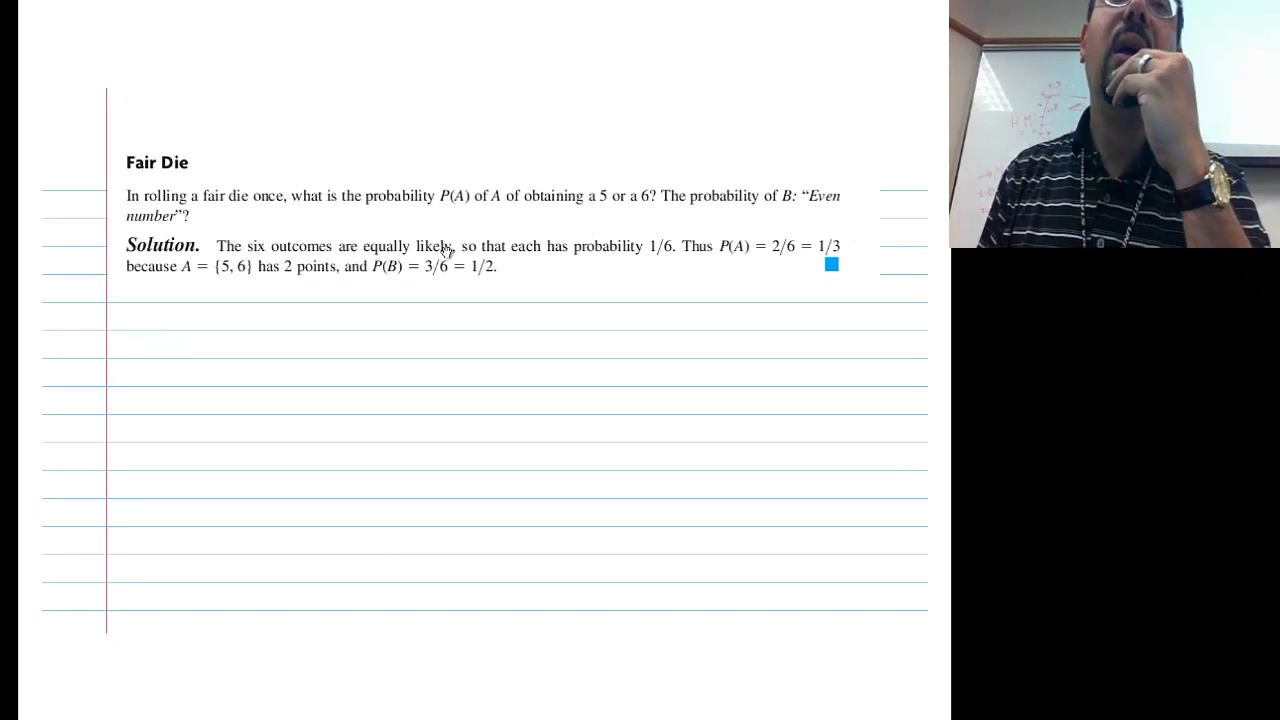 Fair Die
In rolling a fair die once, what is the probability P(A) of A of obtaining a 5 or a 6? The probability of B: “Even
number”?
Solution. The six outcomes are equally likely, so that each has probability 1/6. Thus P(A) = 2/6 = 1/3
because A = {5, 6} has 2 points, and P(B) = 3/6 = 1/2.